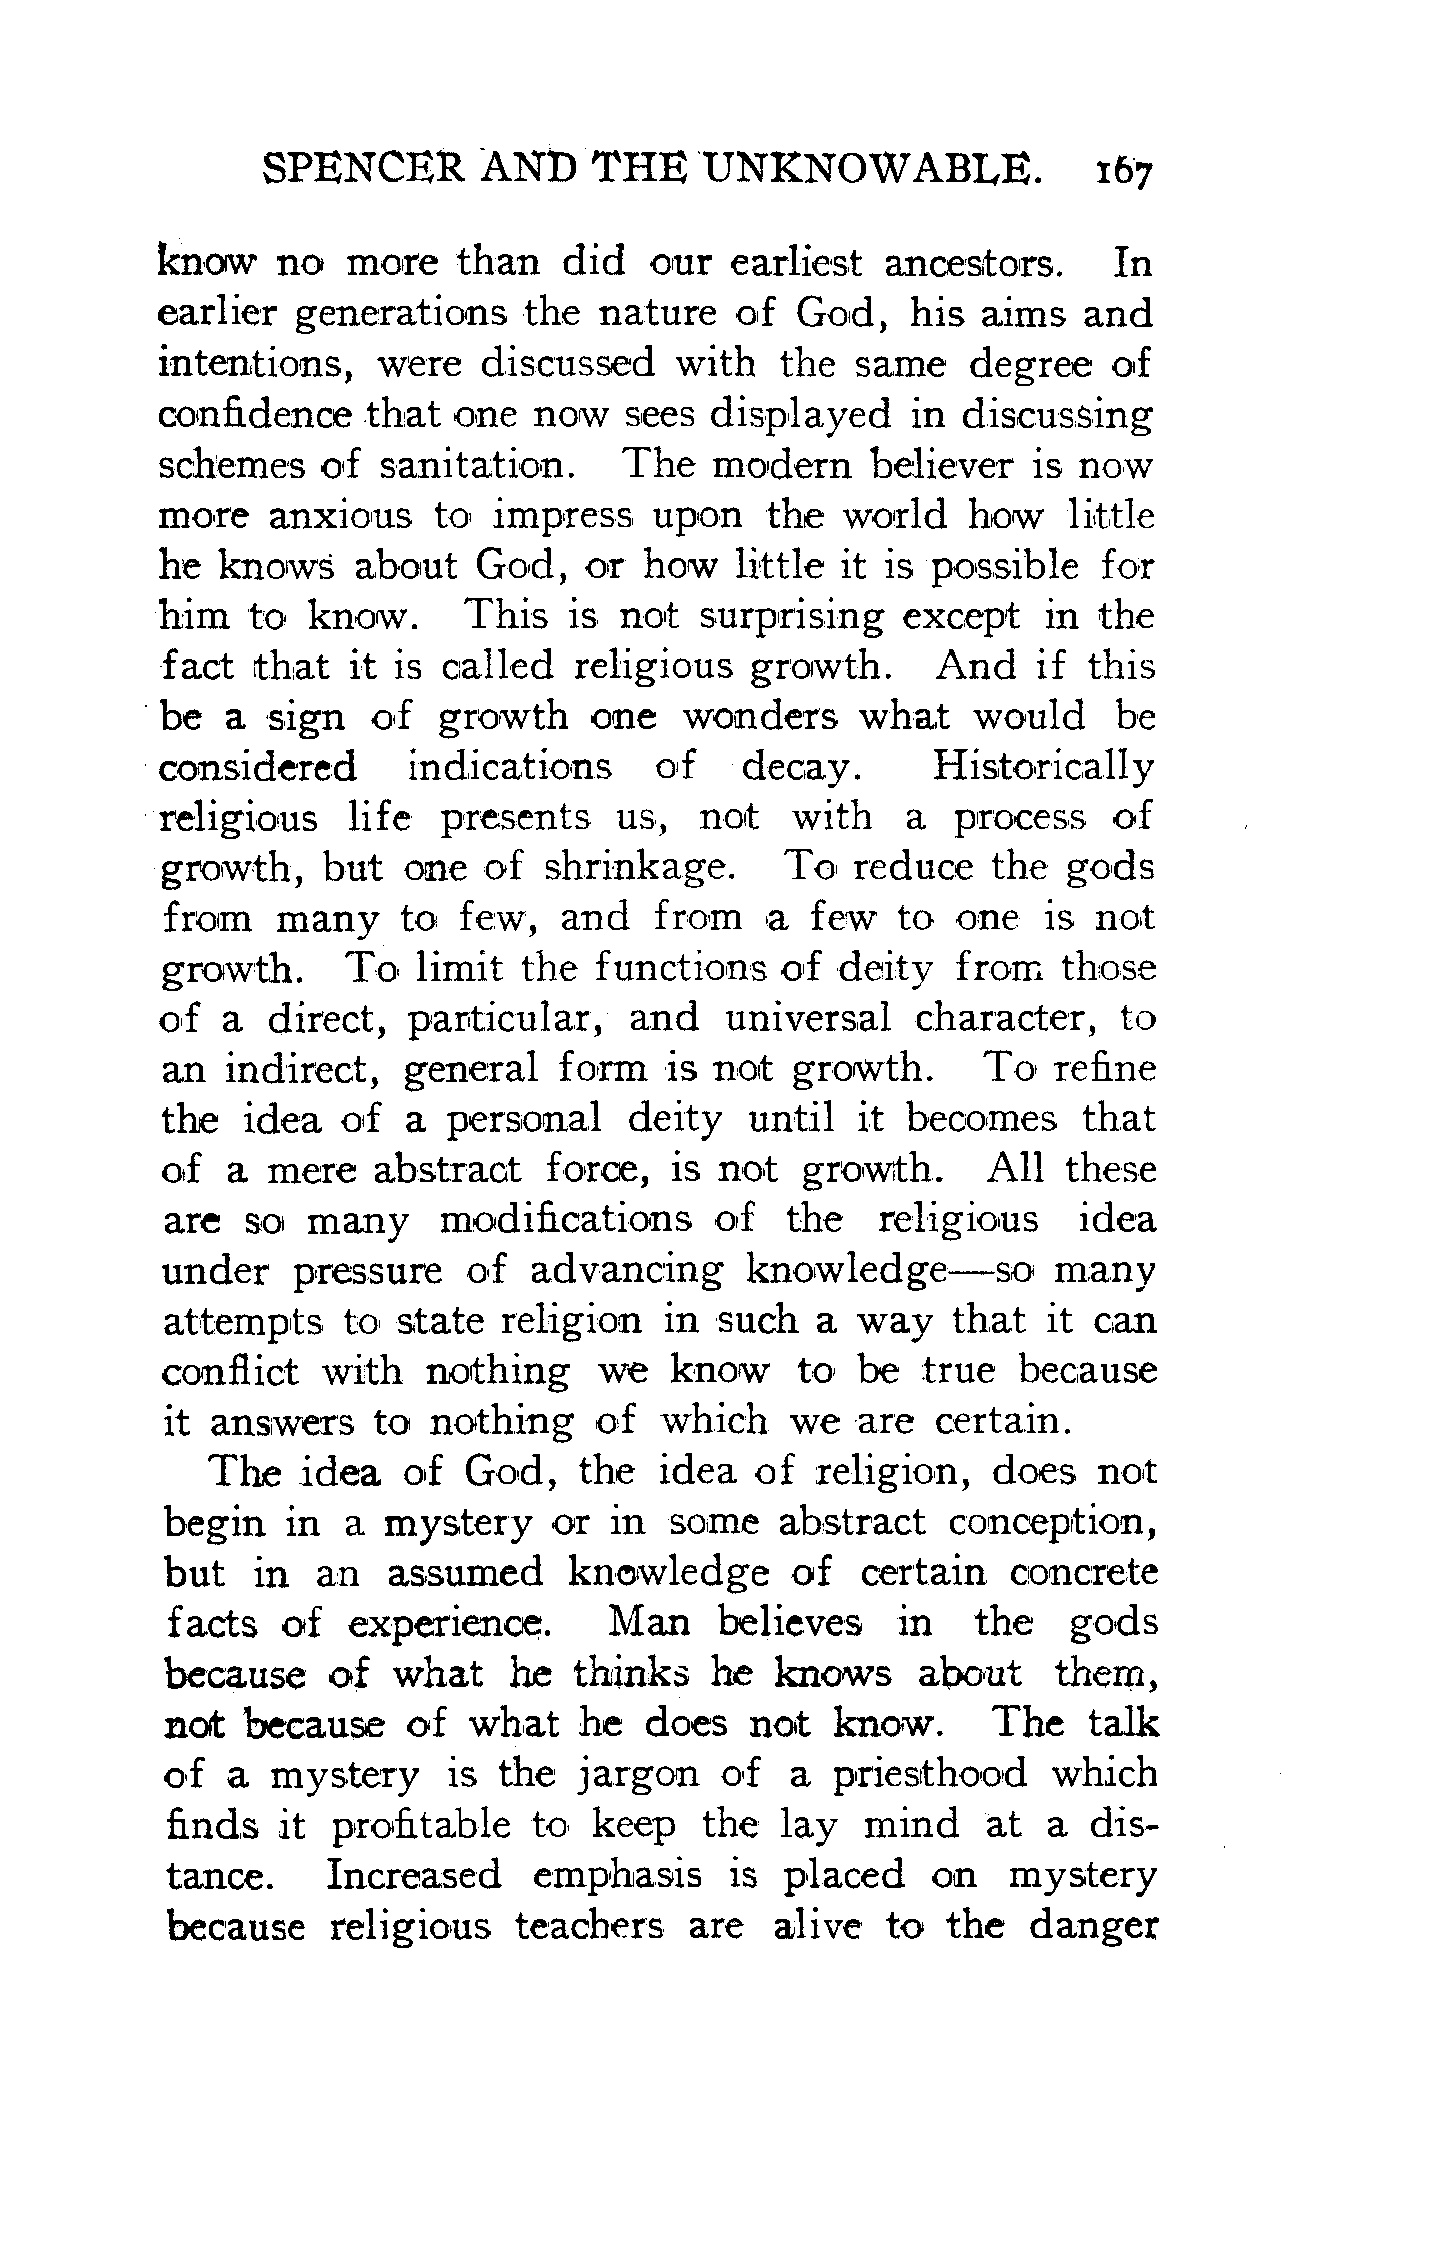 SPENCER AND THE UNKNOWABLE. 167
know no more than did our earliest ancestors. In
earlier generations the nature of God, his aims and
intentions, were discussed with the same degree of
confidence that one now sees displayed in discussing
schemes of sanitation. The modern believer is now
more anxious to impress upon the world how little
he knows about God, or how little it is possible for
him to know. This is not surprising except in the
fact that it is called religious growth. And if this
be a sign of growth one wonders what would be
considered indications of decay. Historically
religious life presents us, not with a process of
growth, but one of shrinkage. To reduce the gods
from many to few, and from a few to one is not
growth. To limit the functions of deity from those
of a direct, particular, and universal character, to
an indirect, general form is not growth. To refine
the idea of a personal deity until it becomes that
of a mere abstract force, is not growth. All these
are so many modifications of the religious idea
under pressure of advancing knowledge—so many
attempts to state religion in such a way that it can
conflict with nothing we know to be true because
it answers to nothing of which we are certain.
The idea of God, the idea of religion, does not
begin in a mystery or in some abstract conception,
but in an assumed knowledge of certain concrete
facts of experience. Man believes in the gods
because of what he thinks he knows about them,
not because of what he does not know. The talk
of a mystery is the jargon of a priesthood which
finds it profitable to keep the lay mind at a dis-
tance. Increased emphasis is placed on mystery
because religious teachers are alive to the danger